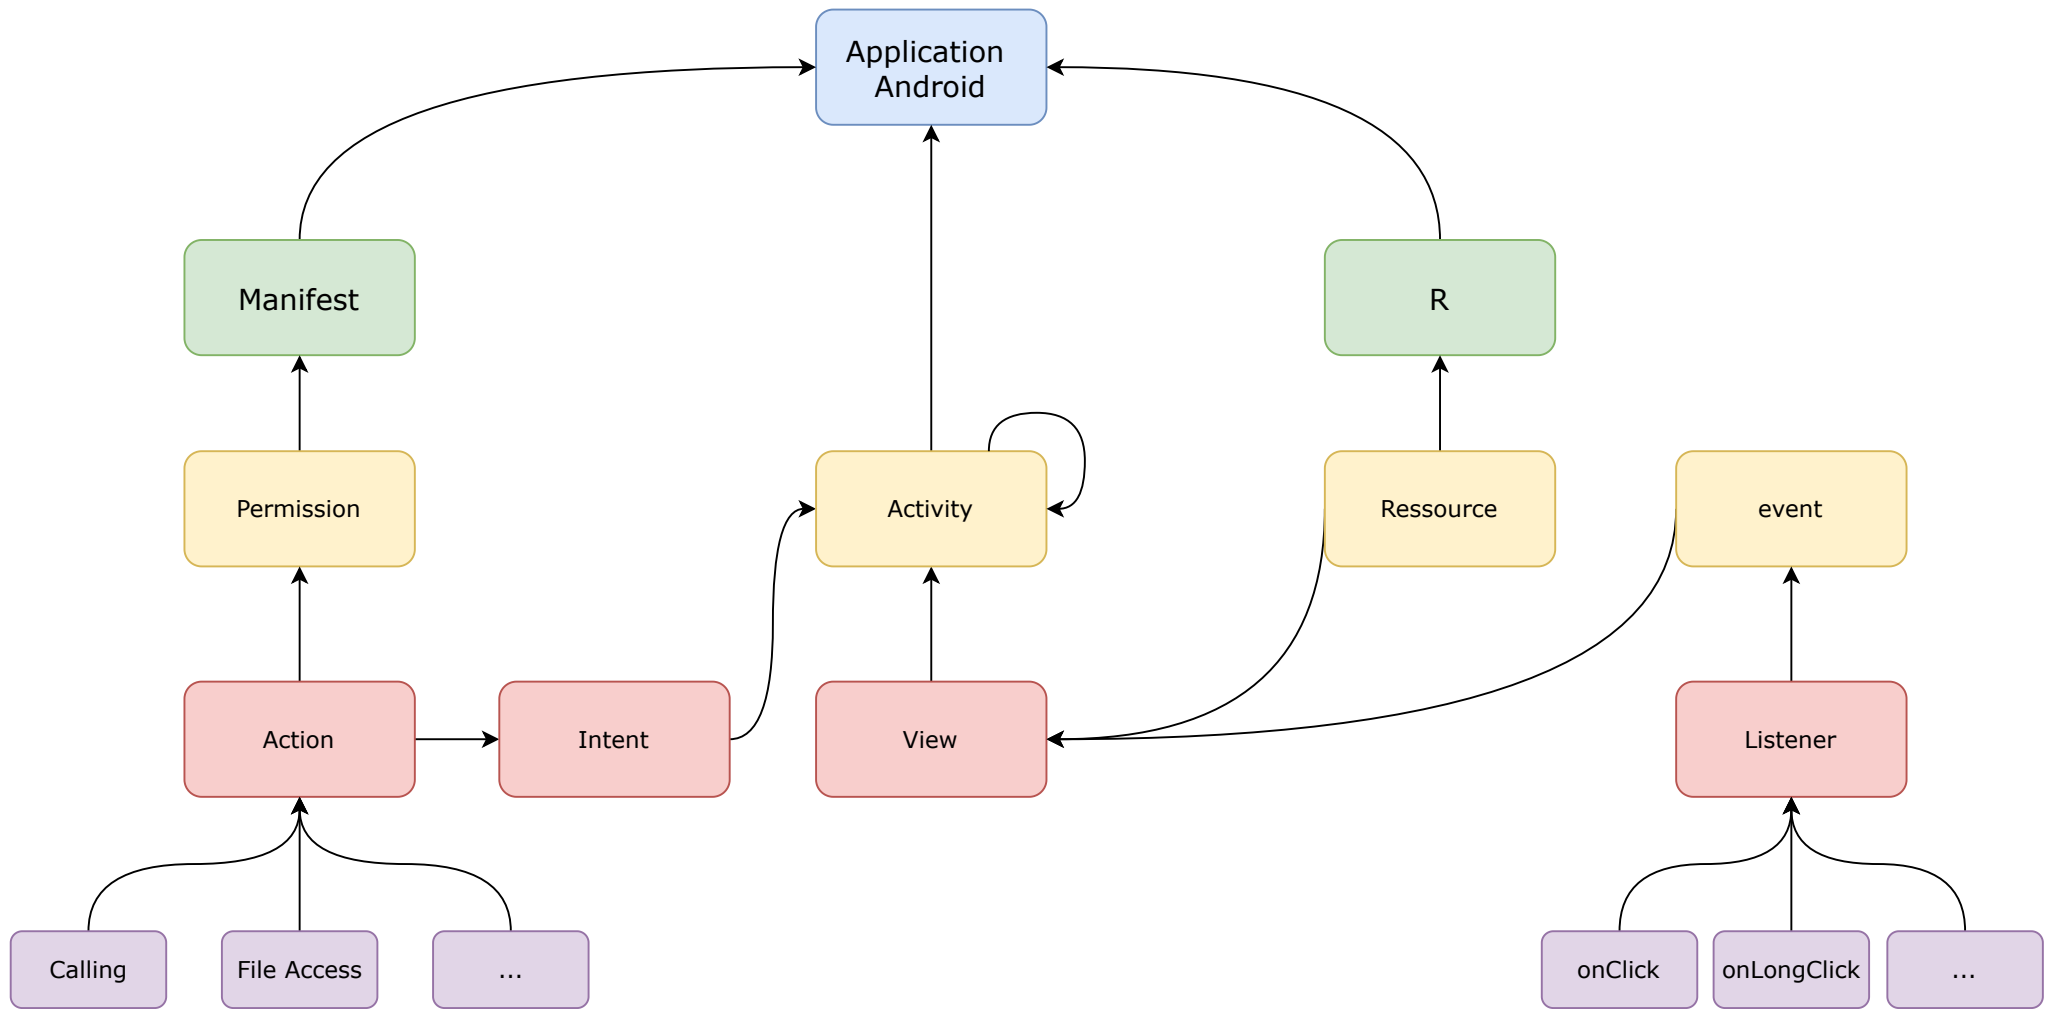 Application
Android
Manifest
R
Permission
Activity
Ressource
event
Action
Intent
View
Listener
Calling
File Access
...
onClick
onLongClick
...